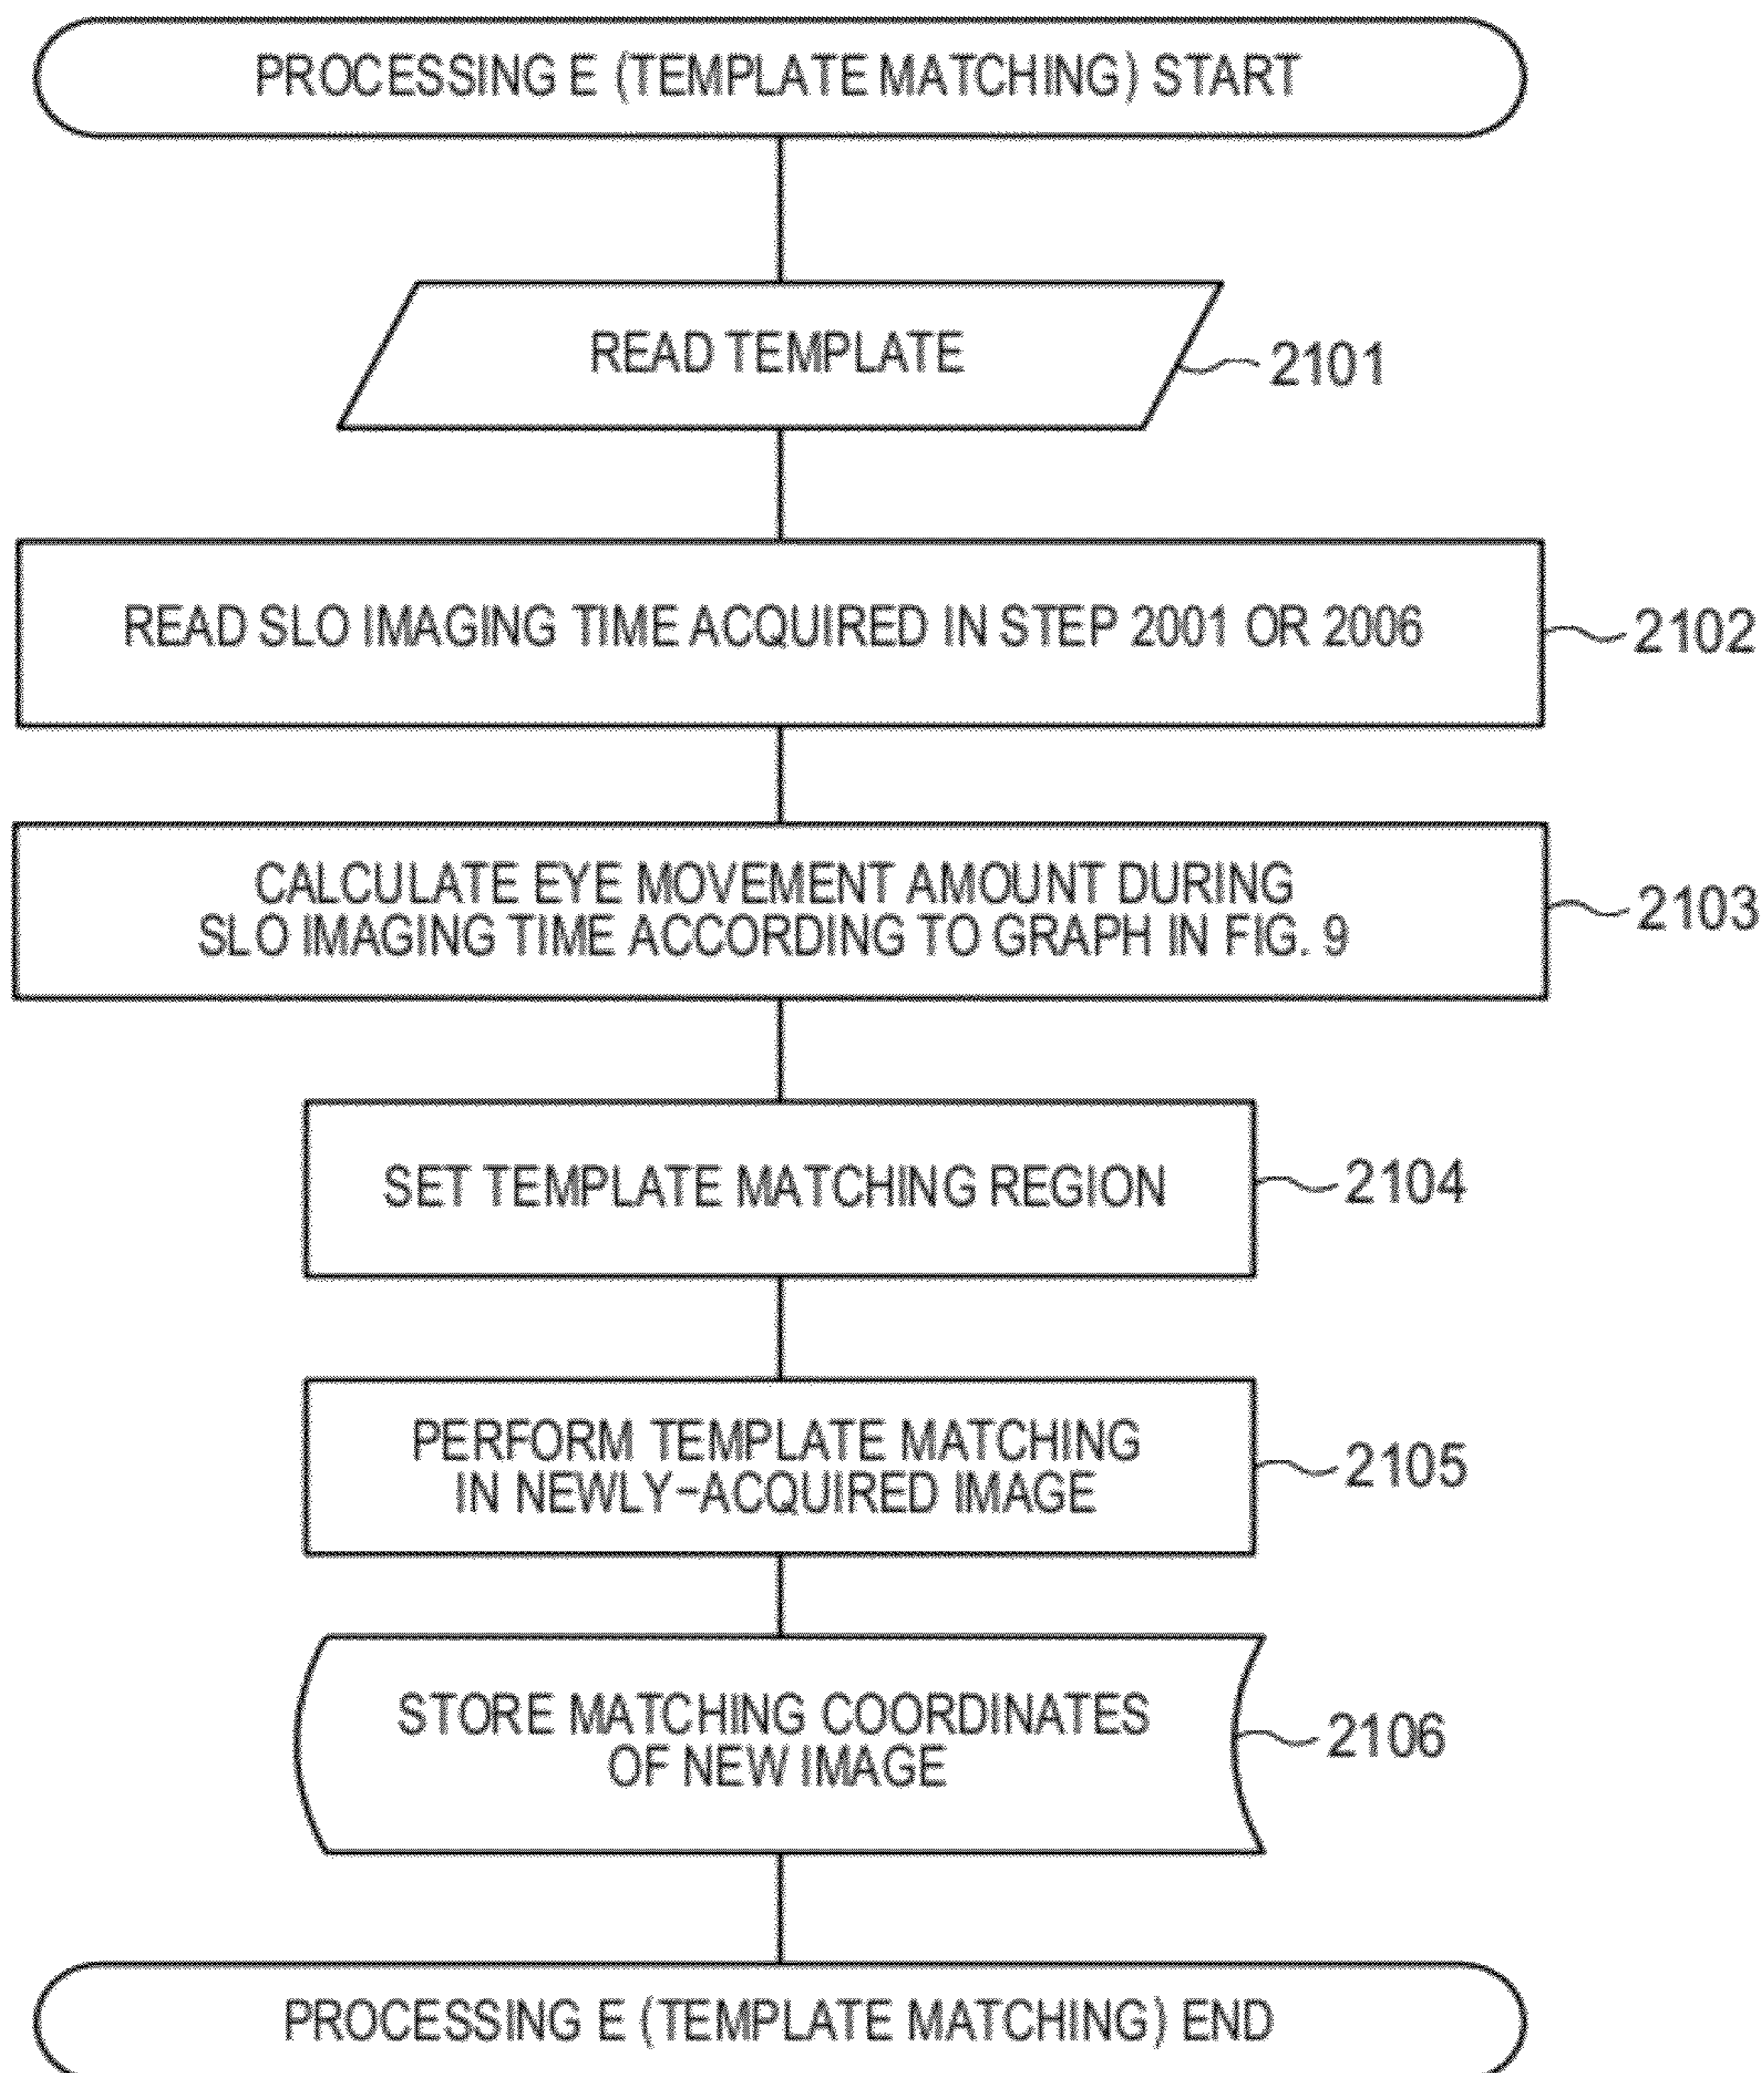 PROCESSING E (TEMPLATE MATCHING) START
READ TEMPLATE
2101
READ SLO IMAGING TIME ACQUIRED IN STEP 2001 OR 2006
2102
CALCULATE EYE MOVEMENT AMOUNT DURING
SLO IMAGING TIME ACCORDING TO GRAPH IN FIG. 9
2103
SET TEMPLATE MATCHING REGION
2104
PERFORM TEMPLATE MATCHING
IN NEWLY-ACQUIRED IMAGE
2105
STORE MATCHING COORDINATES
OF NEW IMAGE
2106
PROCESSING E (TEMPLATE MATCHING) END